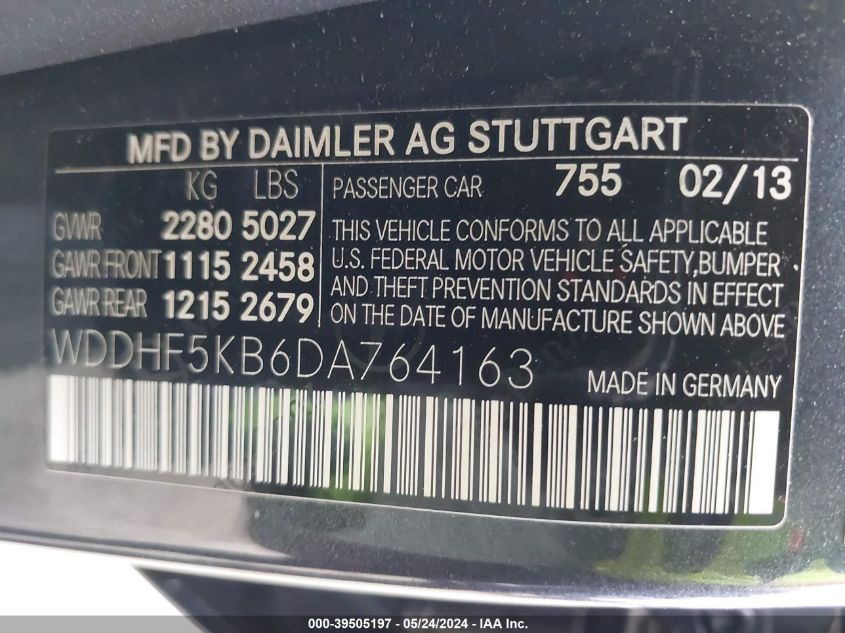 MFD BY DAIMLER AG STUTTGART
KG LBS
GVWR 2280 5027
GAWR FRONT 1115 2458
GAWR REAR 1215 2679
PASSENGER CAR 755 02/13
THIS VEHICLE CONFORMS TO ALL APPLICABLE
U.S. FEDERAL MOTOR VEHICLE SAFETY, BUMPER
AND THEFT PREVENTION STANDARDS IN EFFECT
ON THE DATE OF MANUFACTURE SHOWN ABOVE
WDDHF5KB6DA764163
MADE IN GERMANY
000-39505197 - 05/24/2024 - IAAI.COM